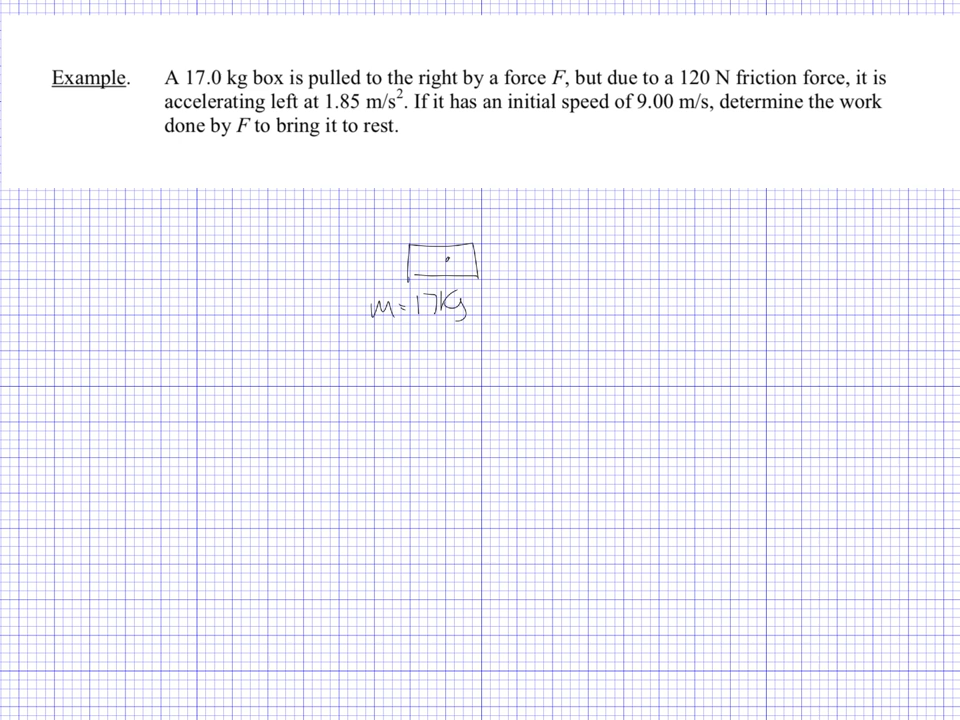 Example. A 17.0 kg box is pulled to the right by a force F, but due to a 120 N friction force, it is
accelerating left at 1.85 m/s². If it has an initial speed of 9.00 m/s, determine the work
done by F to bring it to rest.
m = 17Kg